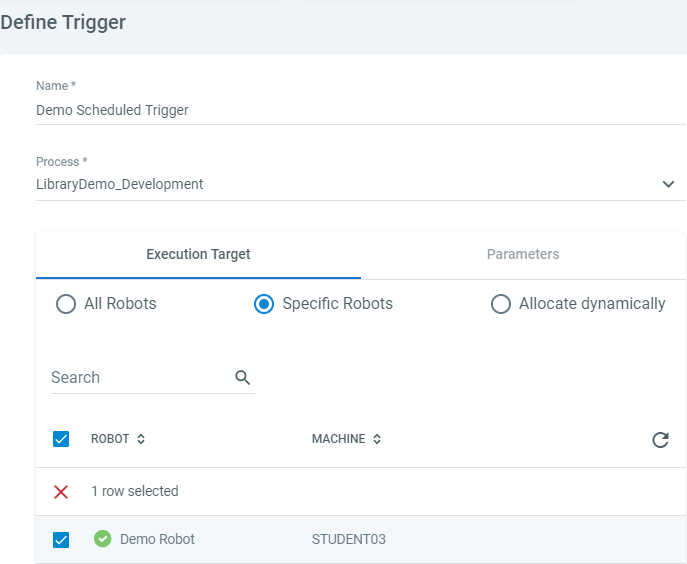 Define Trigger
Name *
Demo Scheduled Trigger
Process *
LibraryDemo_Development
Execution Target Parameters
All Robots Specific Robots Allocate dynamically
Search
ROBOT MACHINE
1 row selected
Demo Robot STUDENT03